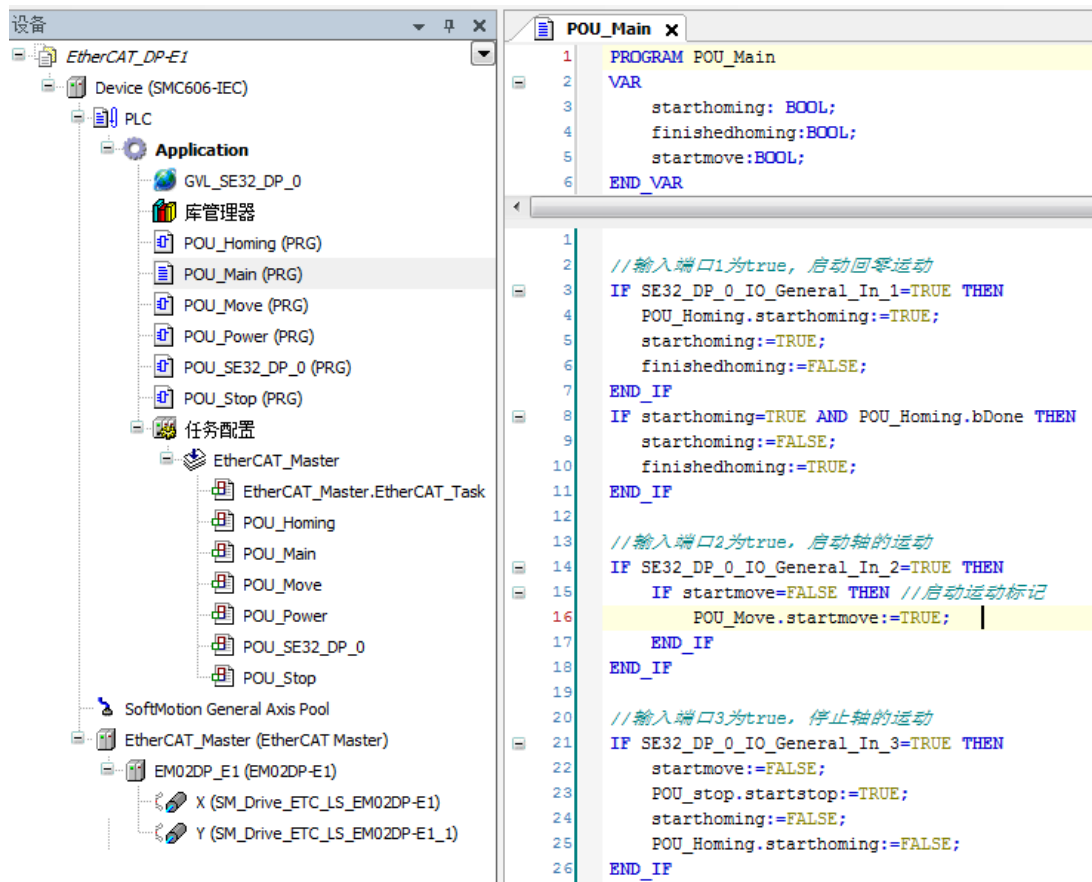 设备
EtherCAT_DP-E1
Device (SMC606-IEC)
PLC
Application
GVL_SE32_DP_0
库管理器
POU_Homing (PRG)
POU_Main (PRG)
POU_Move (PRG)
POU_Power (PRG)
POU_SE32_DP_0 (PRG)
POU_Stop (PRG)
任务配置
EtherCAT_Master
EtherCAT_Master.EtherCAT_Task
POU_Homing
POU_Main
POU_Move
POU_Power
POU_SE32_DP_0
POU_Stop
SoftMotion General Axis Pool
EtherCAT_Master (EtherCAT Master)
EM02DP_E1 (EM02DP-E1)
X (SM_Drive_ETC_LS_EM02DP-E1)
Y (SM_Drive_ETC_LS_EM02DP-E1_1)
POU_Main
1 PROGRAM POU_Main
2 VAR
3 starthoming: BOOL;
4 finishedhoming:BOOL;
5 startmove:BOOL;
6 END_VAR
1
2 //输入端口1为true, 启动回零运动
3 IF SE32_DP_0_IO_General_In_1=TRUE THEN
4 POU_Homing.starthoming:=TRUE;
5 starthoming:=TRUE;
6 finishedhoming:=FALSE;
7 END_IF
8 IF starthoming=TRUE AND POU_Homing.bDone THEN
9 starthoming:=FALSE;
10 finishedhoming:=TRUE;
11 END_IF
12
13 //输入端口2为true, 启动轴的运动
14 IF SE32_DP_0_IO_General_In_2=TRUE THEN
15 IF startmove=FALSE THEN //启动运动标记
16 POU_Move.startmove:=TRUE;
17 END_IF
18 END_IF
19
20 //输入端口3为true, 停止轴的运动
21 IF SE32_DP_0_IO_General_In_3=TRUE THEN
22 startmove:=FALSE;
23 POU_stop.startstop:=TRUE;
24 starthoming:=FALSE;
25 POU_Homing.starthoming:=FALSE;
26 END_IF